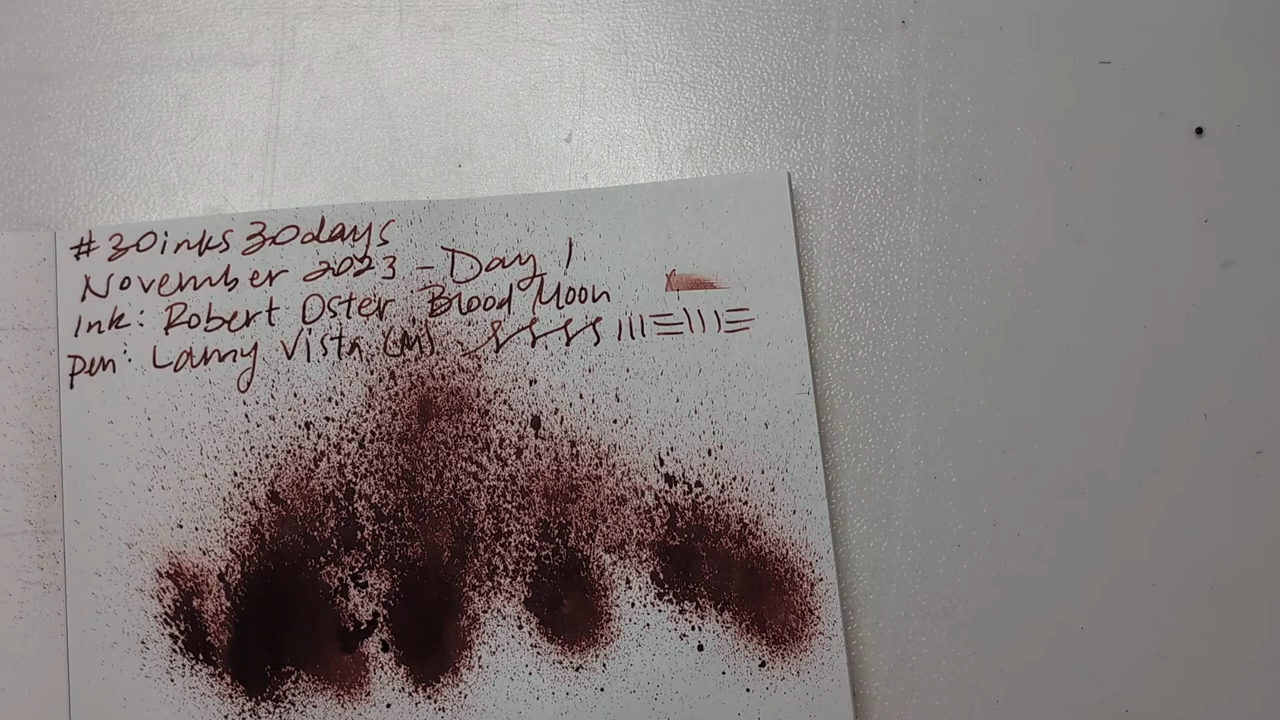 #30inks30days
November 2023 - Day 1
Ink: Robert Oster Blood Moon
Pen: Lamy Vista (M)